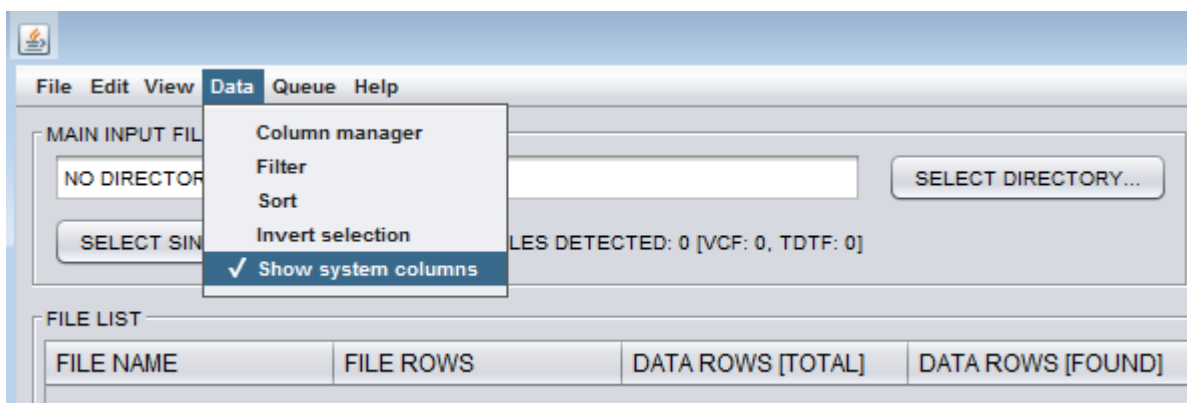 File Edit View Data Queue Help
MAIN INPUT FIL
Column manager
NO DIRECTOR
Filter
SELECT DIRECTORY...
Sort
SELECT SIN
Invert selection
LES DETECTED: 0 [VCF: 0, TDTF: 0]
✓ Show system columns
FILE LIST
FILE NAME FILE ROWS DATA ROWS [TOTAL] DATA ROWS [FOUND]